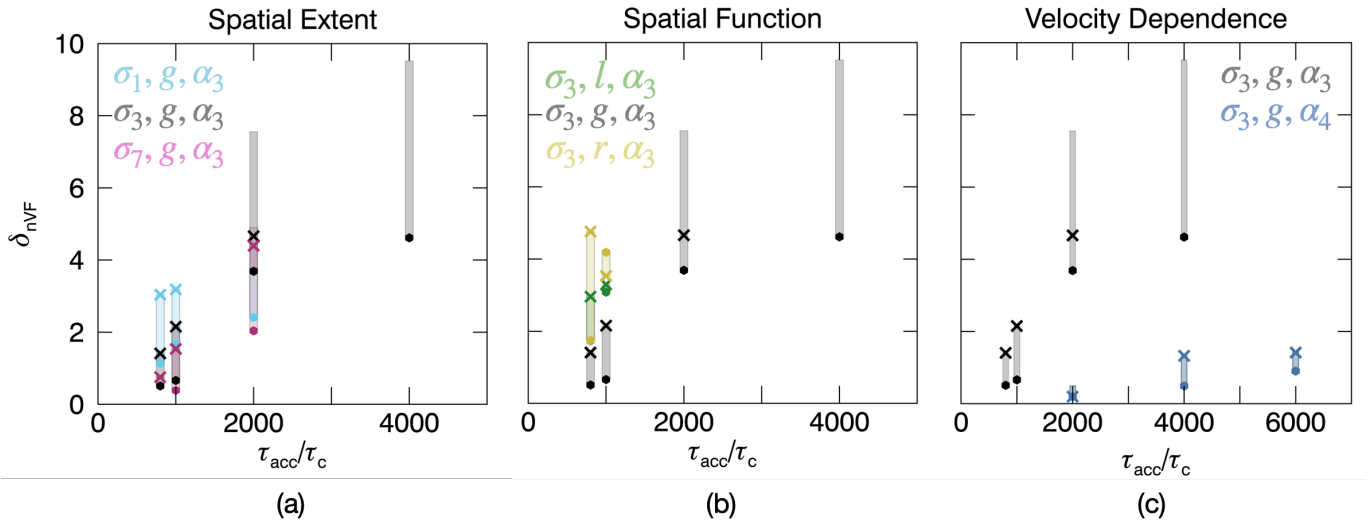 Spatial Extent
Spatial Function
Velocity Dependence
δnVF
10
8
6
4
2
0
σ1, g, α3
σ3, g, α3
σ7, g, α3
σ3, l, α3
σ3, g, α3
σ3, r, α3
σ3, g, α3
σ3, g, α4
0 2000 4000
0 2000 4000
0 2000 4000 6000
τacc/τc
τacc/τc
τacc/τc
(a)
(b)
(c)